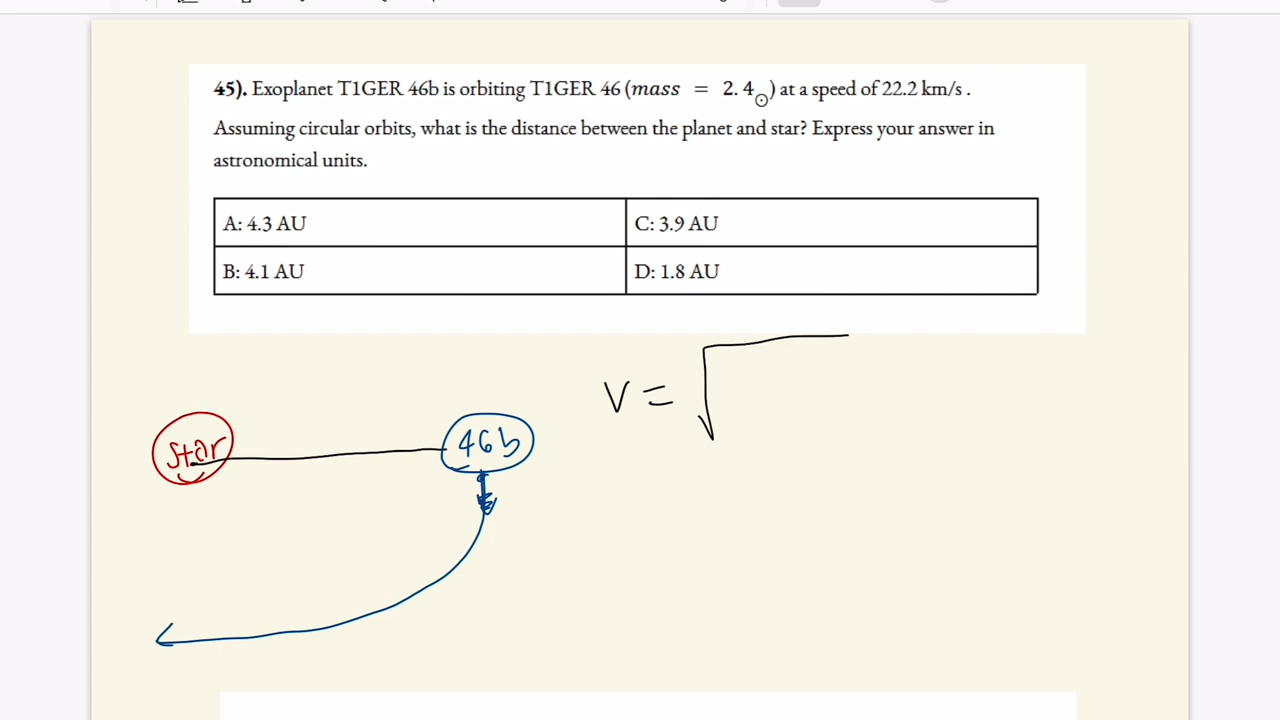 45). Exoplanet T1GER 46b is orbiting T1GER 46 (mass = 2.4☉) at a speed of 22.2 km/s .
Assuming circular orbits, what is the distance between the planet and star? Express your answer in
astronomical units.
A: 4.3 AU
C: 3.9 AU
B: 4.1 AU
D: 1.8 AU
V = √
star
46b